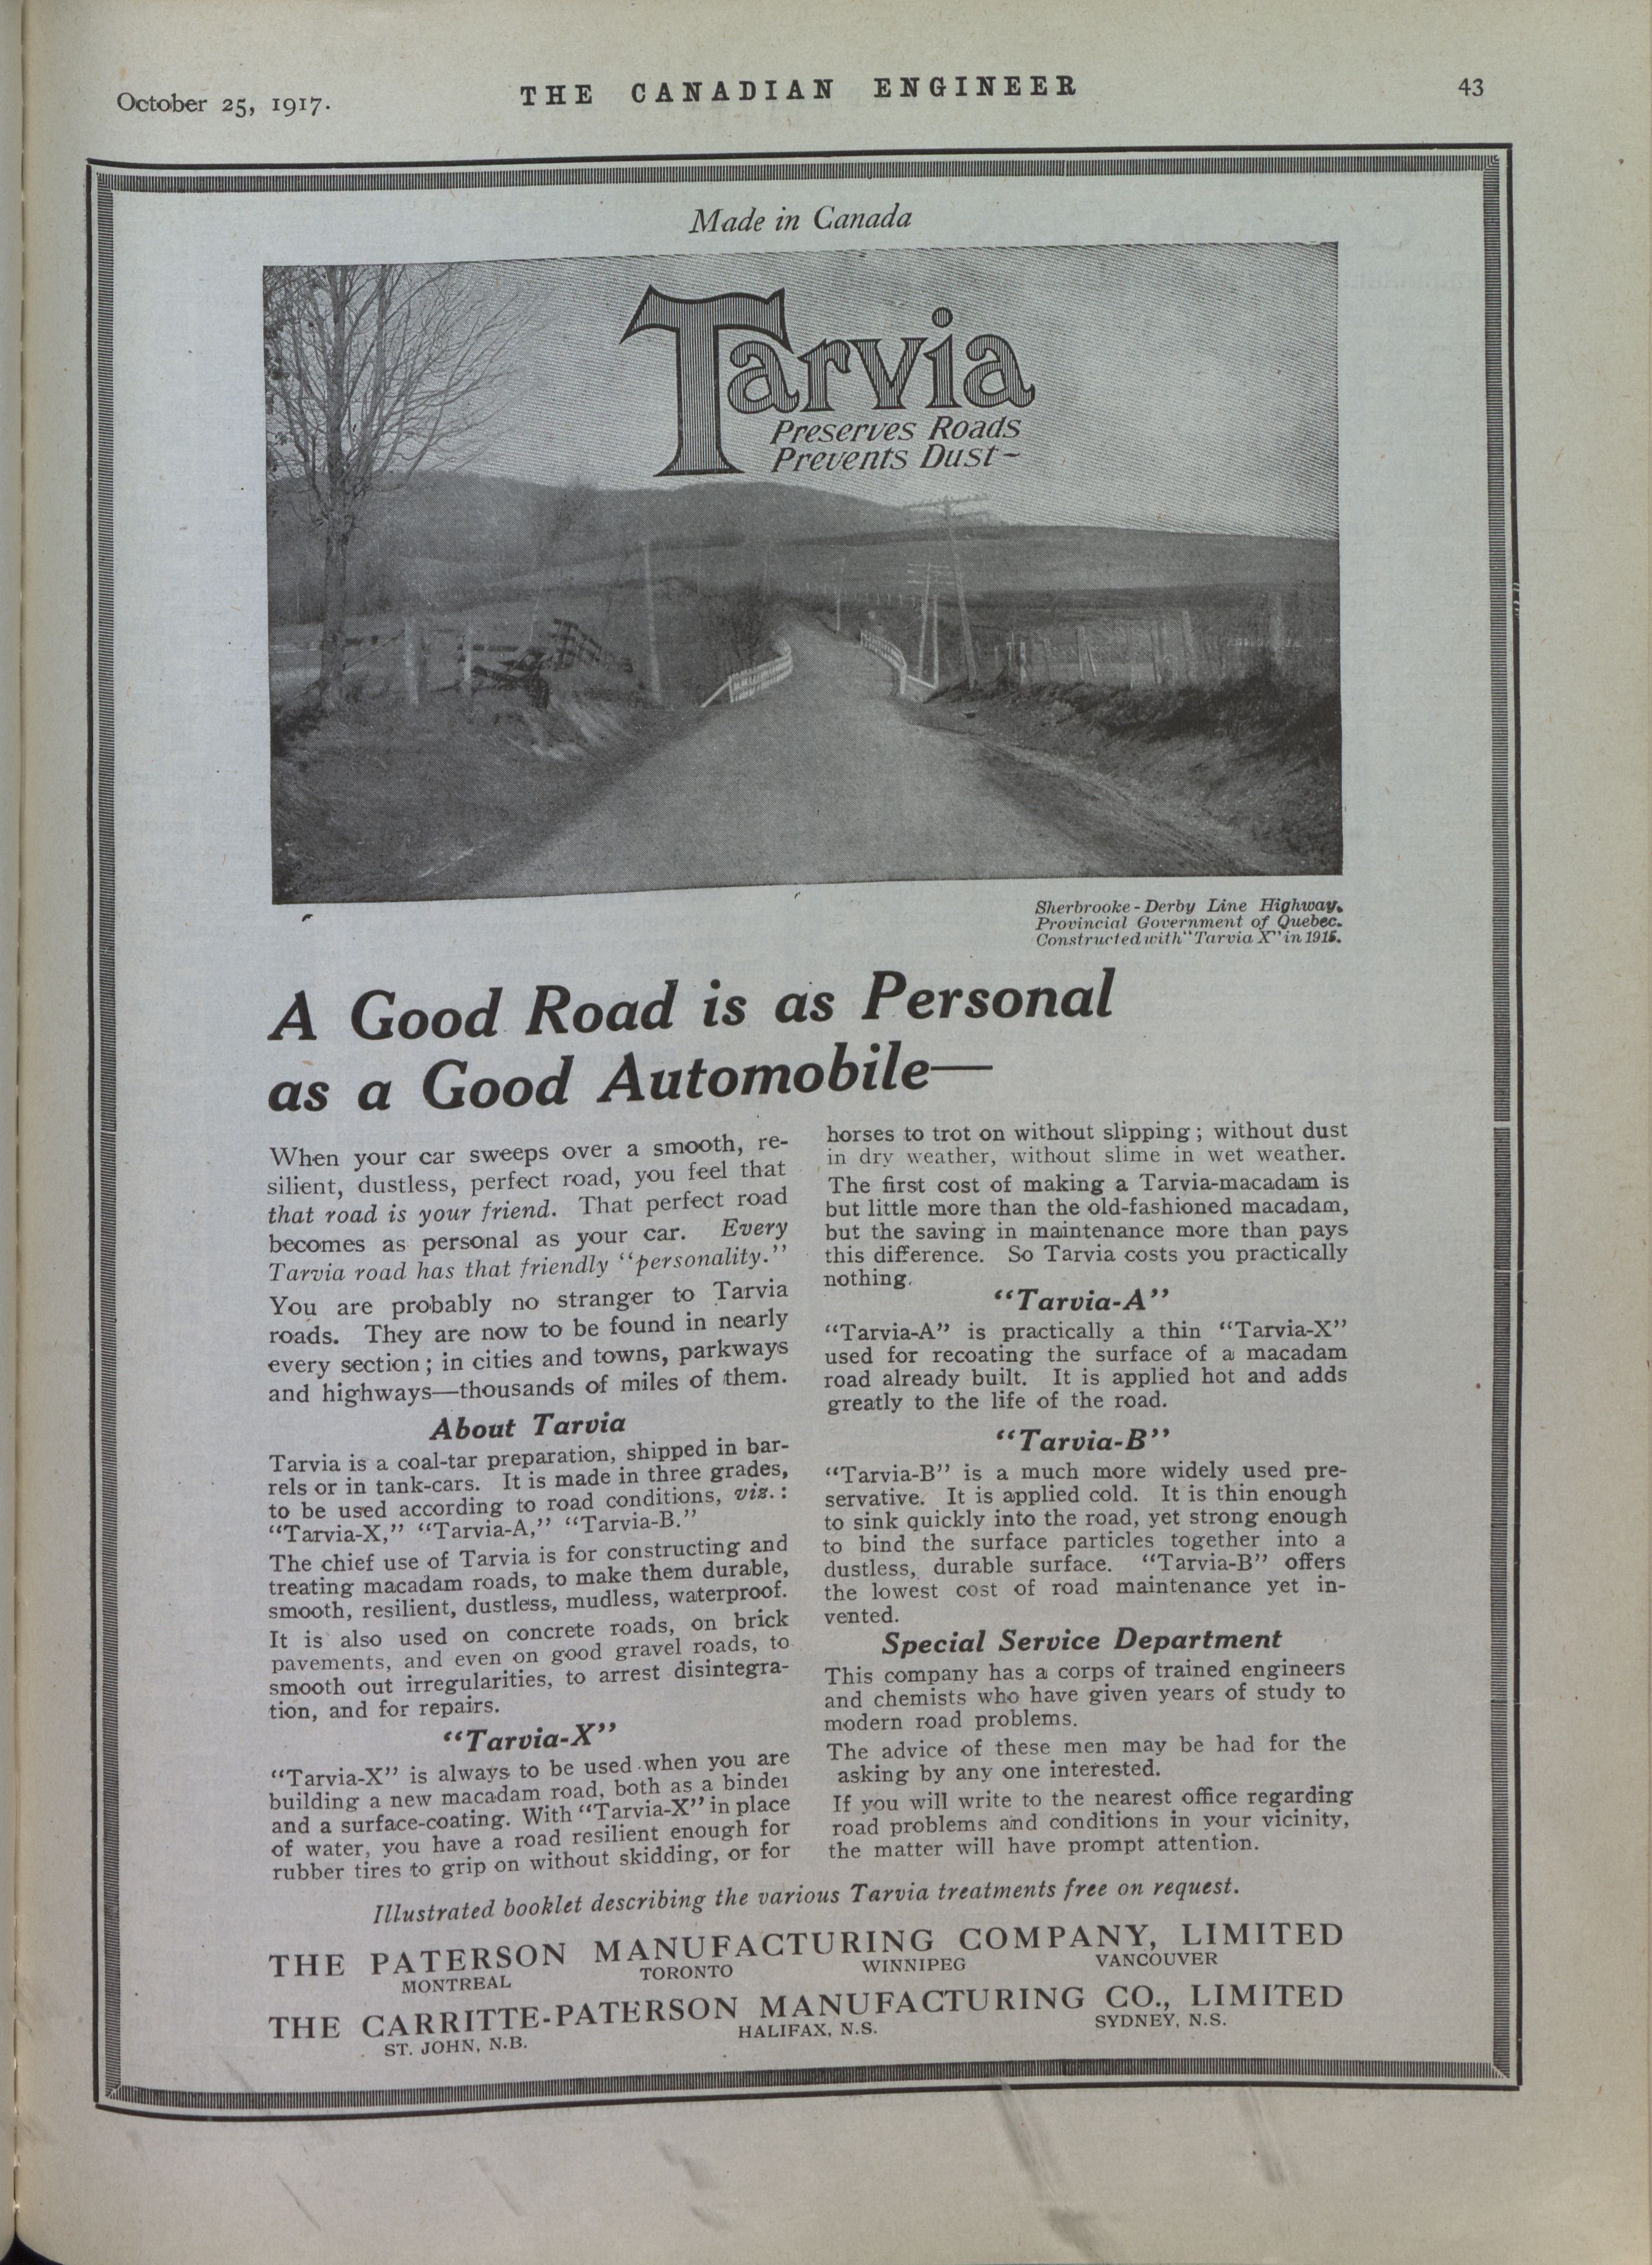 October 25, 1917.
THE CANADIAN ENGINEER
43
Made in Canada
Tarvia
Preserves Roads
Prevents Dust~
Sherbrooke-Derby Line Highway.
Provincial Government of Quebec.
Constructed with "Tarvia X" in 1915.
A Good Road is as Personal
as a Good Automobile—
When your car sweeps over a smooth, re-
silient, dustless, perfect road, you feel that
that road is your friend. That perfect road
becomes as personal as your car. Every
Tarvia road has that friendly "personality."
You are probably no stranger to Tarvia
roads. They are now to be found in nearly
every section; in cities and towns, parkways
and highways—thousands of miles of them.
About Tarvia
Tarvia is a coal-tar preparation, shipped in bar-
rels or in tank-cars. It is made in three grades,
to be used according to road conditions, viz.:
"Tarvia-X," "Tarvia-A," "Tarvia-B."
The chief use of Tarvia is for constructing and
treating macadam roads, to make them durable,
smooth, resilient, dustless, mudless, waterproof.
It is also used on concrete roads, on brick
pavements, and even on good gravel roads, to
smooth out irregularities, to arrest disintegra-
tion, and for repairs.
"Tarvia-X"
"Tarvia-X" is always to be used when you are
building a new macadam road, both as a binder
and a surface-coating. With "Tarvia-X" in place
of water, you have a road resilient enough for
rubber tires to grip on without skidding, or for
horses to trot on without slipping; without dust
in dry weather, without slime in wet weather.
The first cost of making a Tarvia-macadam is
but little more than the old-fashioned macadam,
but the saving in maintenance more than pays
this difference. So Tarvia costs you practically
nothing.
"Tarvia-A"
"Tarvia-A" is practically a thin "Tarvia-X"
used for recoating the surface of a macadam
road already built. It is applied hot and adds
greatly to the life of the road.
"Tarvia-B"
"Tarvia-B" is a much more widely used pre-
servative. It is applied cold. It is thin enough
to sink quickly into the road, yet strong enough
to bind the surface particles together into a
dustless, durable surface. "Tarvia-B" offers
the lowest cost of road maintenance yet in-
vented.
Special Service Department
This company has a corps of trained engineers
and chemists who have given years of study to
modern road problems.
The advice of these men may be had for the
asking by any one interested.
If you will write to the nearest office regarding
road problems and conditions in your vicinity,
the matter will have prompt attention.
Illustrated booklet describing the various Tarvia treatments free on request.
THE PATERSON MANUFACTURING COMPANY, LIMITED
MONTREAL TORONTO WINNIPEG VANCOUVER
THE CARRITTE-PATERSON MANUFACTURING CO., LIMITED
ST. JOHN, N.B. HALIFAX, N.S. SYDNEY, N.S.